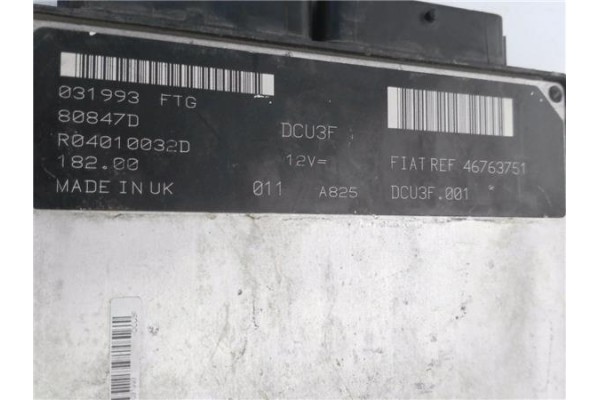 031993 FTG
80847D
R04010032D
182.00
MADE IN UK
DCU3F
12V=
011 A825
FIAT REF 46763751
DCU3F.001 *